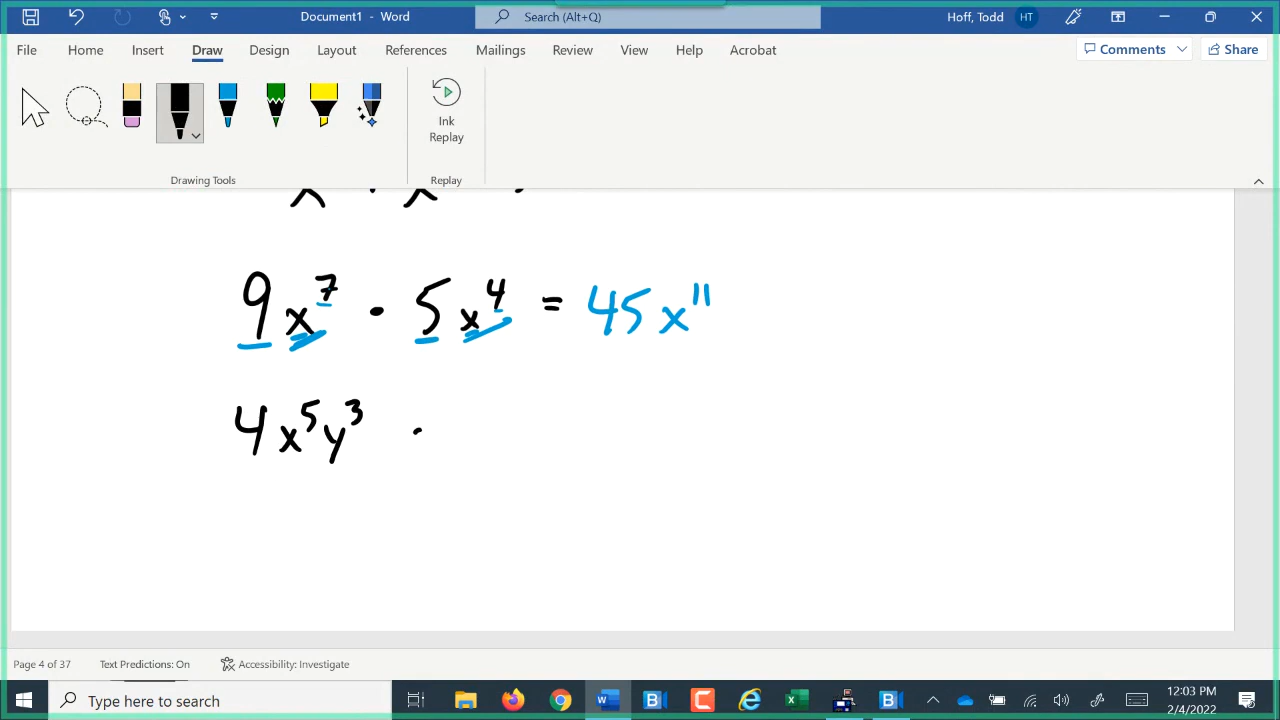 Document1 - Word
Search (Alt+Q)
Hoff, Todd
HT
File Home Insert Draw Design Layout References Mailings Review View Help Acrobat
Comments
Share
Ink Replay
Drawing Tools
Replay
9x⁷ · 5x⁴ = 45x¹¹
4x⁵y³ ·
Page 4 of 37
Text Predictions: On
Accessibility: Investigate
Type here to search
12:03 PM
2/4/2022